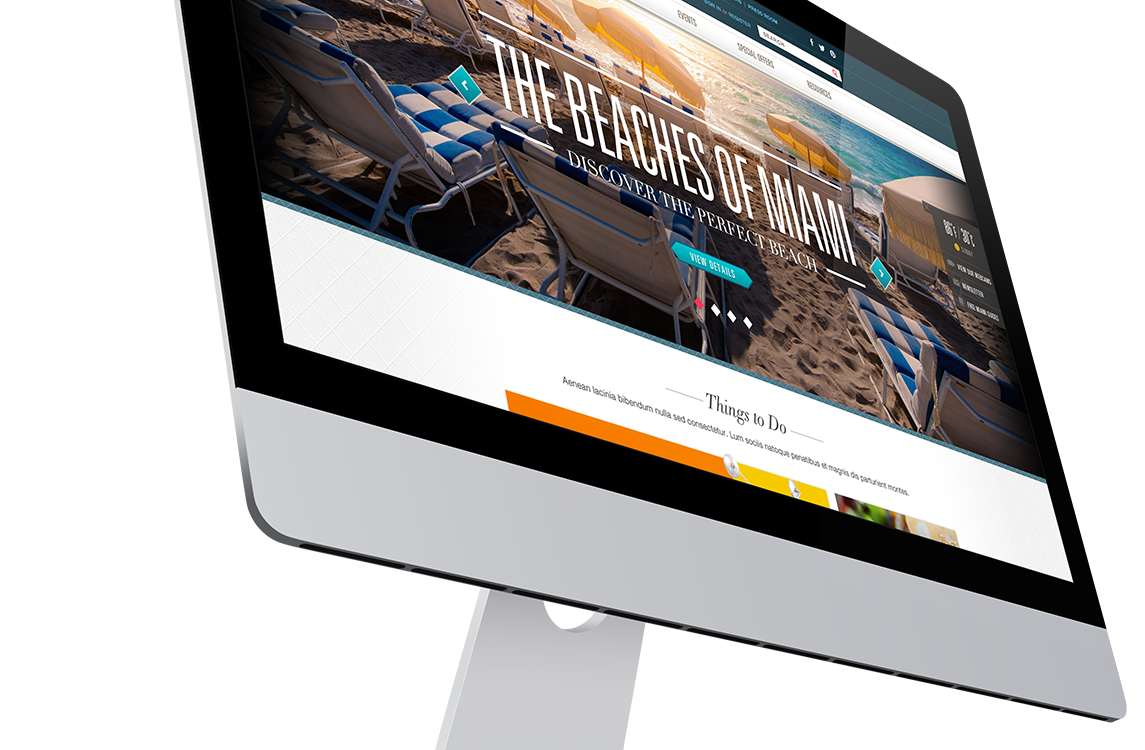 PRESS ROOM
SIGN IN or REGISTER
SEARCH
EVENTS
SPECIAL OFFERS
RESOURCES
THE BEACHES OF MIAMI
DISCOVER THE PERFECT BEACH
VIEW DETAILS
86°F / 30°C
SUNNY
VIEW OUR WEBCAMS
NEWSLETTER
FREE MIAMI GUIDES
Things to Do
Aenean lacinia bibendum nulla sed consectetur. Lum sociis natoque penatibus et magnis dis parturient montes.